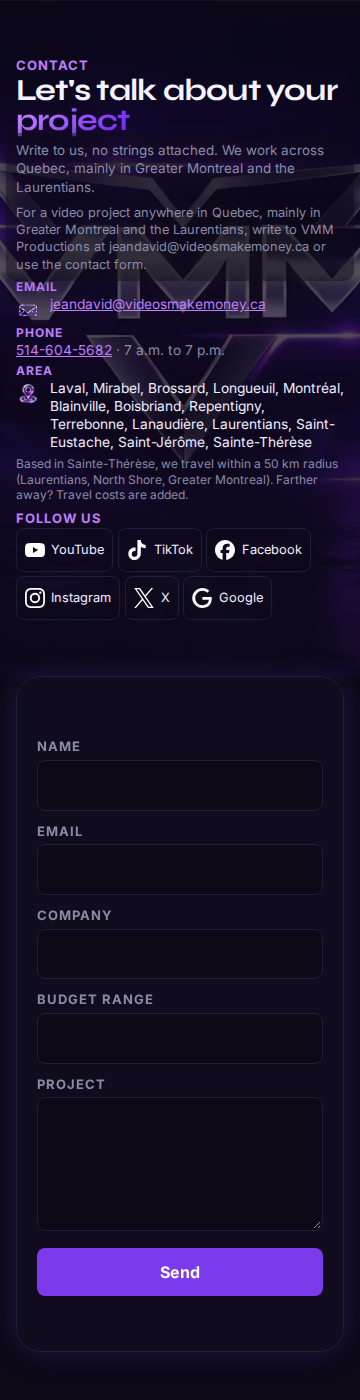 CONTACT
Let's talk about your
project
Write to us, no strings attached. We work across
Quebec, mainly in Greater Montreal and the
Laurentians.
For a video project anywhere in Quebec, mainly in
Greater Montreal and the Laurentians, write to VMM
Productions at jeandavid@videosmakemoney.ca or
use the contact form.
EMAIL
jeandavid@videosmakemoney.ca
PHONE
514-604-5682 · 7 a.m. to 7 p.m.
AREA
Laval, Mirabel, Brossard, Longueuil, Montréal,
Blainville, Boisbriand, Repentigny,
Terrebonne, Lanaudière, Laurentians, Saint-
Eustache, Saint-Jérôme, Sainte-Thérèse
Based in Sainte-Thérèse, we travel within a 50 km radius
(Laurentians, North Shore, Greater Montreal). Farther
away? Travel costs are added.
FOLLOW US
YouTube TikTok Facebook
Instagram X Google
NAME
EMAIL
COMPANY
BUDGET RANGE
PROJECT
Send